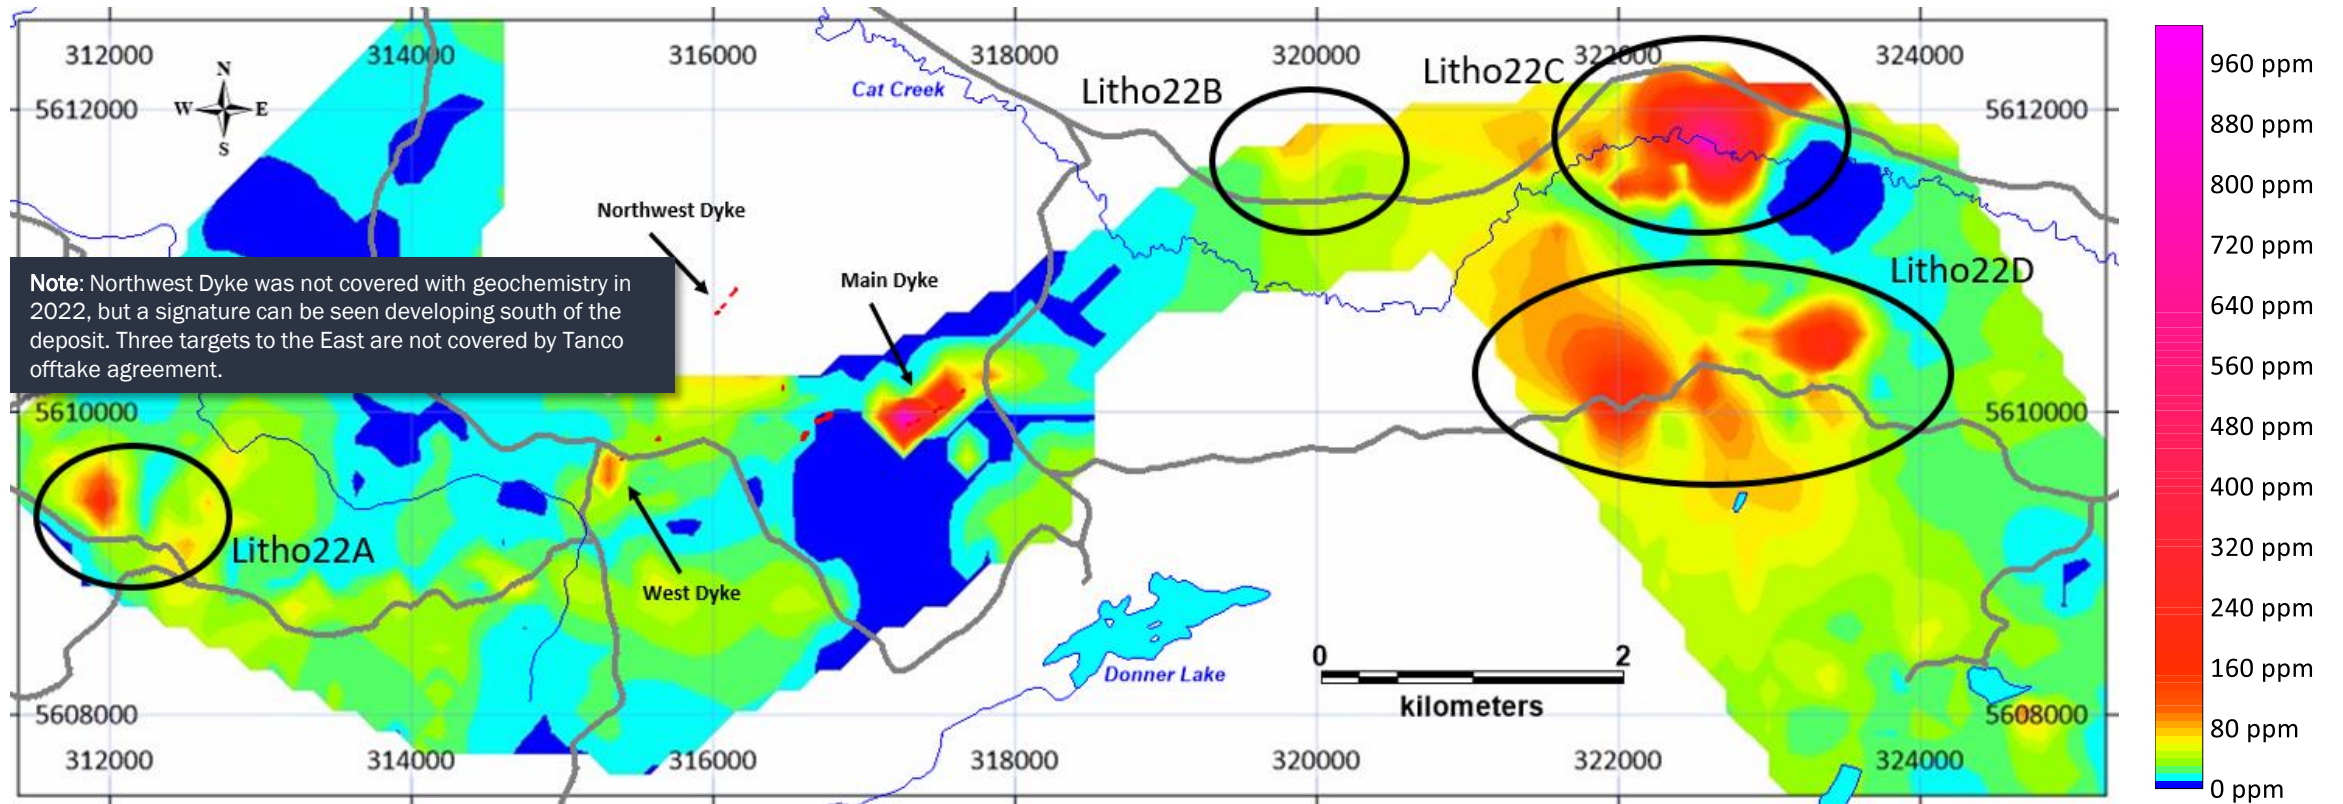 312000 314000 316000 318000 320000 322000 324000
Litho22C
Litho22B
Cat Creek
N
W E
S
5612000 5612000
960 ppm
880 ppm
800 ppm
720 ppm
640 ppm
560 ppm
480 ppm
400 ppm
320 ppm
240 ppm
160 ppm
80 ppm
0 ppm
Northwest Dyke
Main Dyke
Litho22D
Note: Northwest Dyke was not covered with geochemistry in
2022, but a signature can be seen developing south of the
deposit. Three targets to the East are not covered by Tanco
offtake agreement.
5610000 5610000
Litho22A
West Dyke
Donner Lake
0 2
kilometers
5608000 5608000
312000 314000 316000 318000 320000 322000 324000